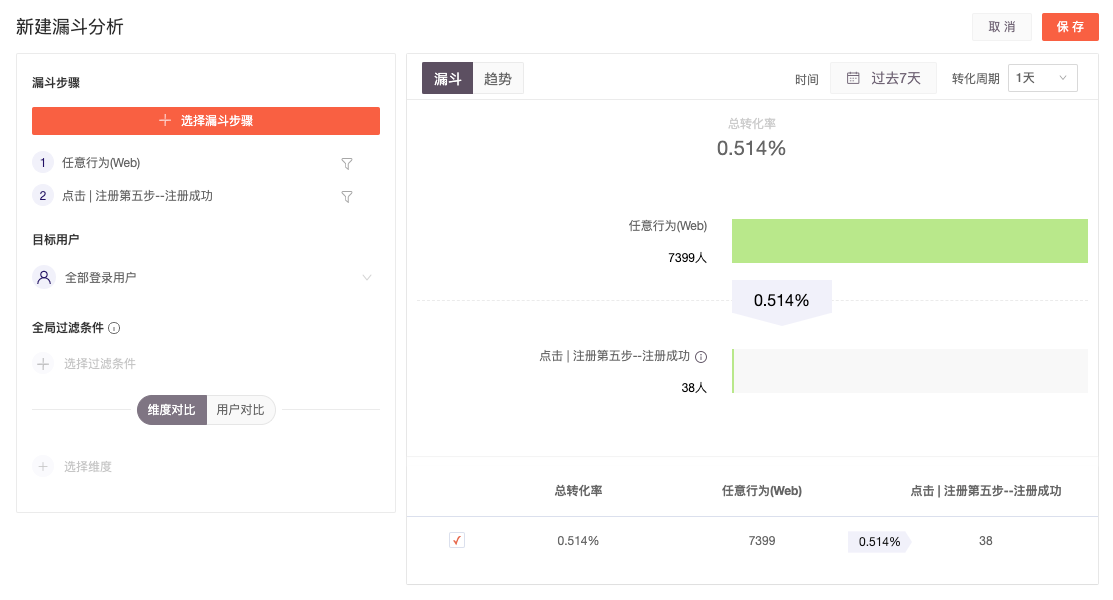 新建漏斗分析
取 消
保 存
漏斗步骤
选择漏斗步骤
1 任意行为(Web)
2 点击 | 注册第五步--注册成功
目标用户
全部登录用户
全局过滤条件
选择过滤条件
维度对比 用户对比
选择维度
漏斗 趋势
时间 过去7天 转化周期 1天
总转化率
0.514%
任意行为(Web)
7399人
0.514%
点击 | 注册第五步--注册成功
38人
总转化率 任意行为(Web) 点击 | 注册第五步--注册成功
0.514% 7399 0.514% 38